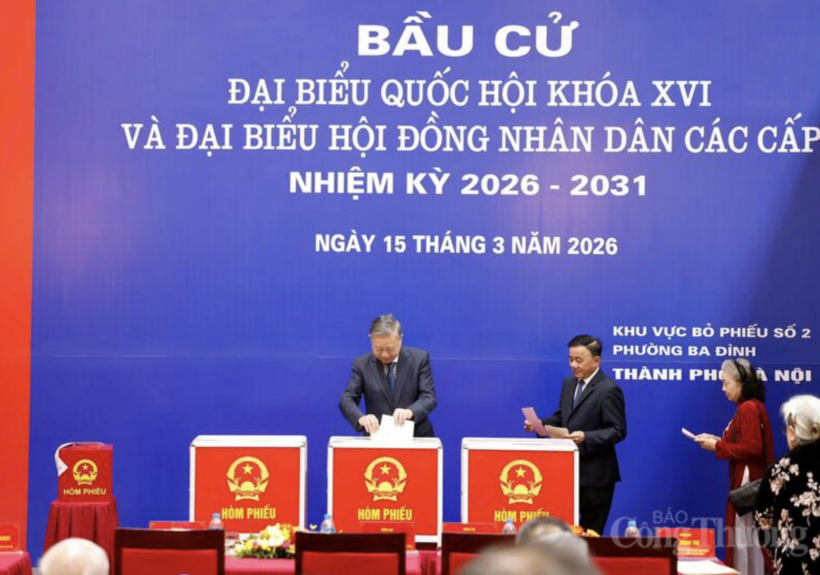 BẦU CỬ
ĐẠI BIỂU QUỐC HỘI KHÓA XVI
VÀ ĐẠI BIỂU HỘI ĐỒNG NHÂN DÂN CÁC CẤP
NHIỆM KỲ 2026 - 2031
NGÀY 15 THÁNG 3 NĂM 2026
KHU VỰC BỎ PHIẾU SỐ 2
PHƯỜNG BA ĐÌNH
THÀNH PHỐ HÀ NỘI
HÒM PHIẾU
HÒM PHIẾU
HÒM PHIẾU
HÒM PHIẾU
BÁO
Công Thương